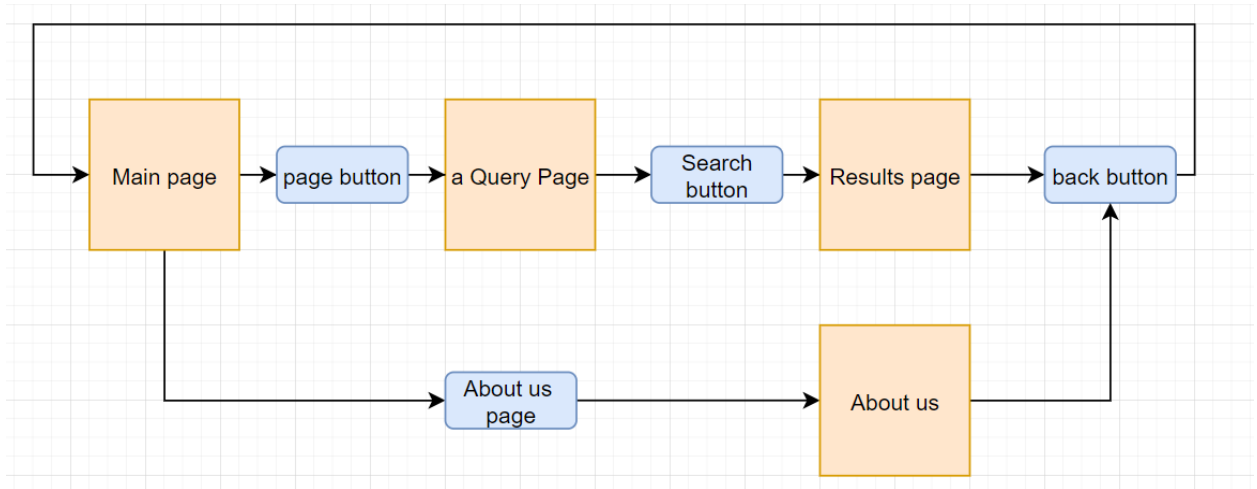 Main page
page button
a Query Page
Search
button
Results page
back button
About us
page
About us